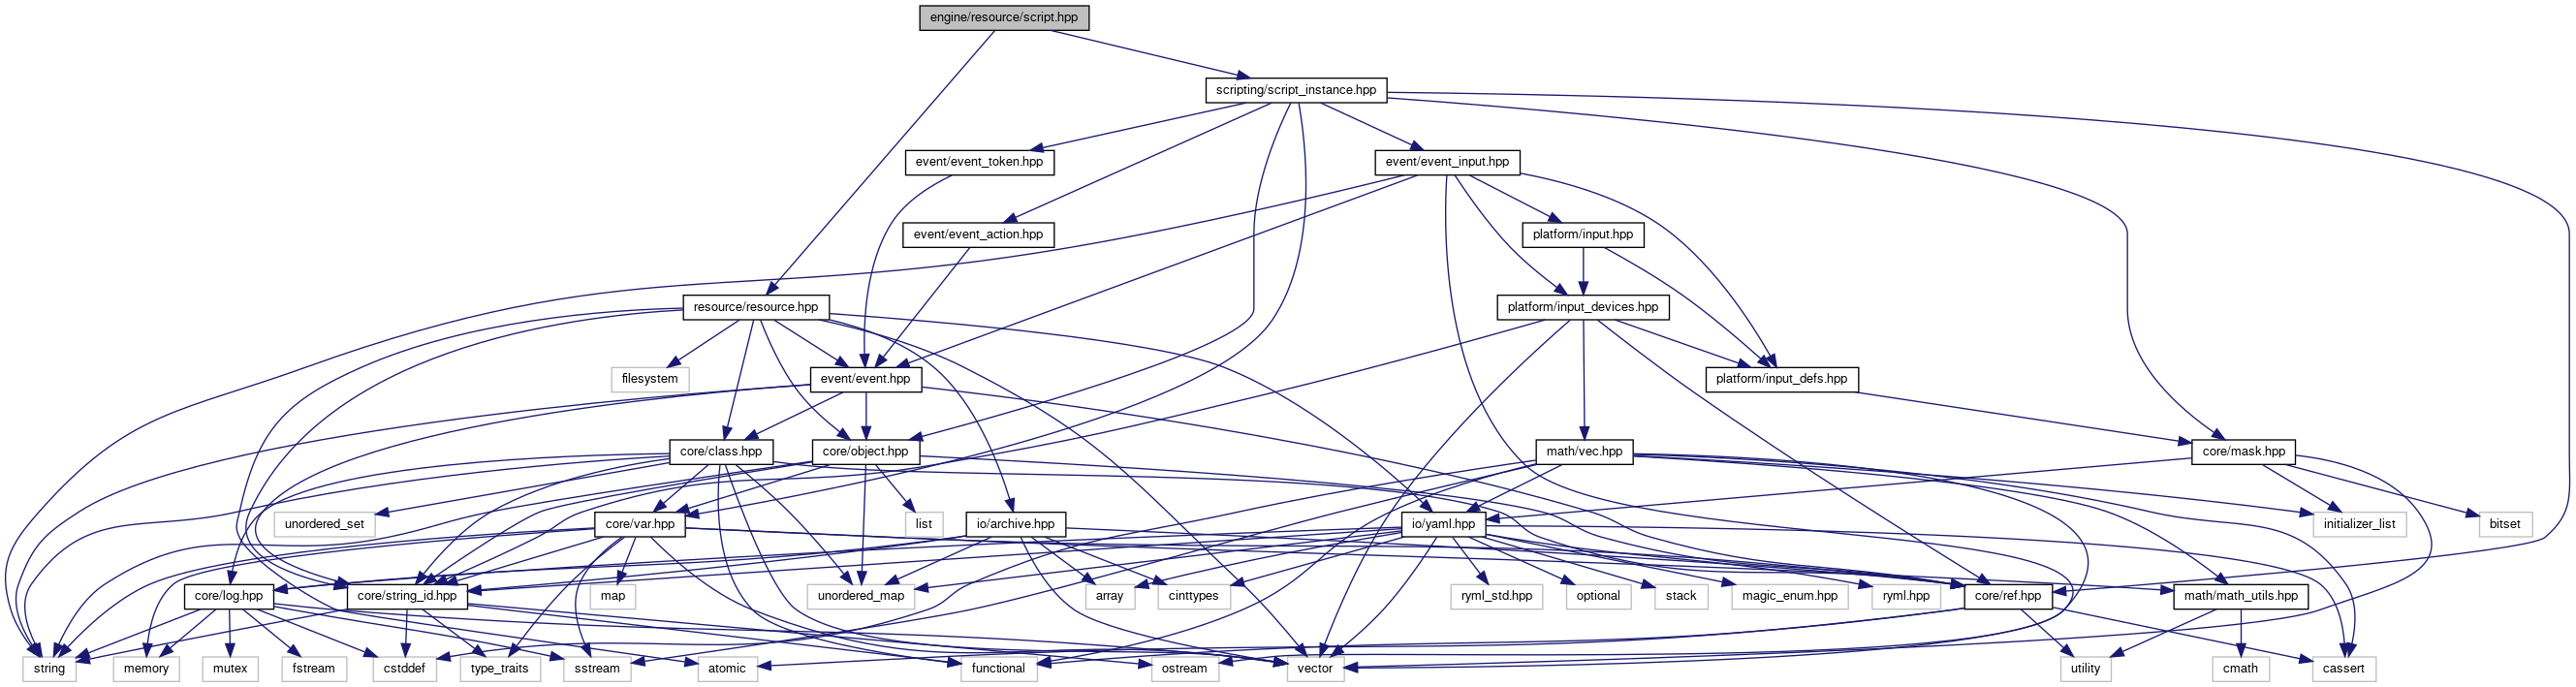 engine/resource/script.hpp
scripting/script_instance.hpp
event/event_token.hpp
event/event_input.hpp
event/event_action.hpp
platform/input.hpp
resource/resource.hpp
platform/input_devices.hpp
filesystem
event/event.hpp
platform/input_defs.hpp
core/class.hpp
core/object.hpp
math/vec.hpp
core/mask.hpp
unordered_set
core/var.hpp
list
io/archive.hpp
io/yaml.hpp
initializer_list
bitset
core/log.hpp
core/string_id.hpp
map
unordered_map
array
cinttypes
ryml_std.hpp
optional
stack
magic_enum.hpp
ryml.hpp
core/ref.hpp
math/math_utils.hpp
string
memory
mutex
fstream
cstddef
type_traits
sstream
atomic
functional
ostream
vector
utility
cmath
cassert